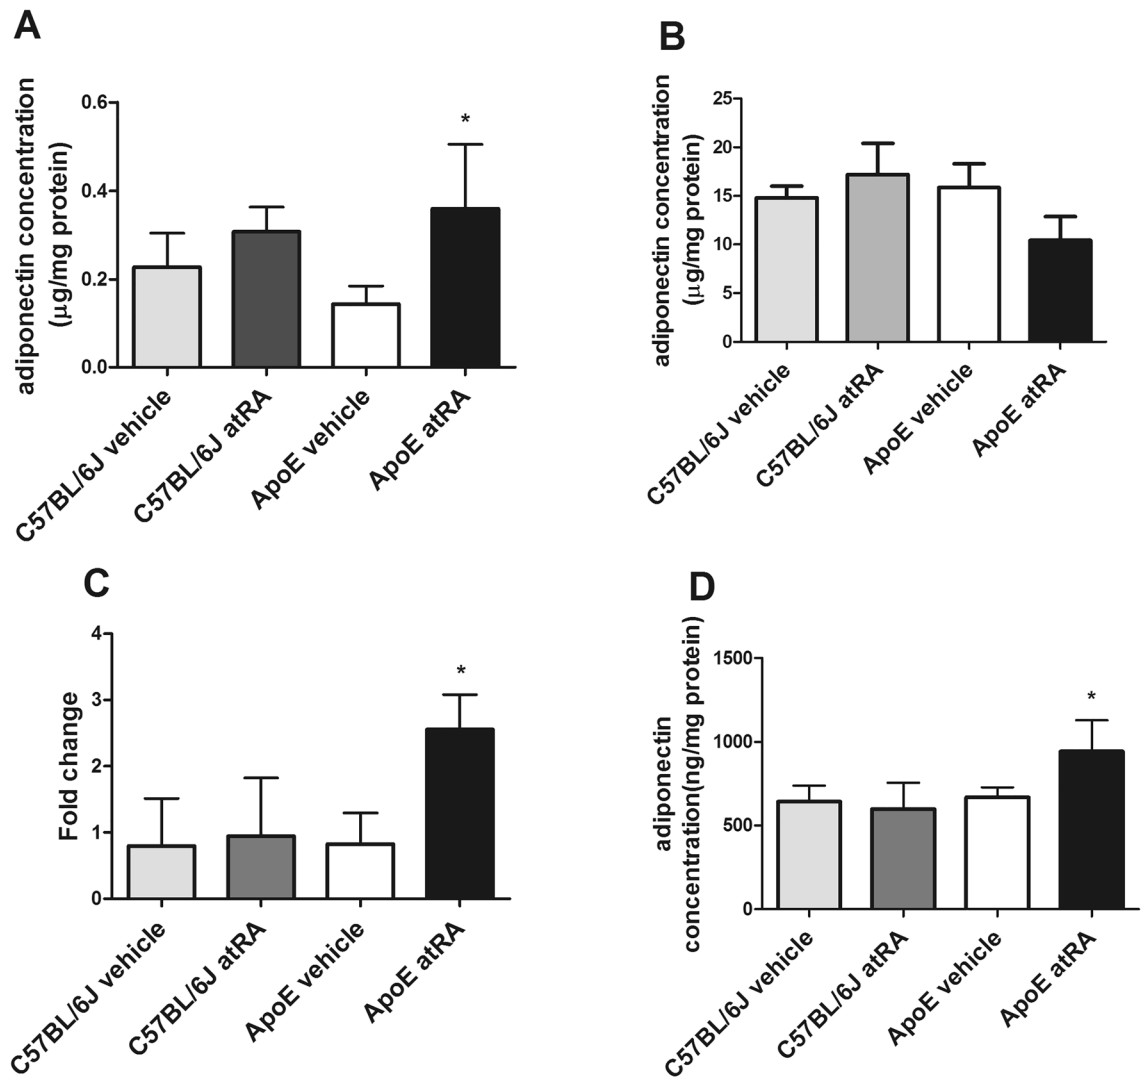 A
adiponectin concentration
(μg/mg protein)
0.6
0.4
0.2
0.0
*
C57BL/6J vehicle
C57BL/6J atRA
ApoE vehicle
ApoE atRA
B
adiponectin concentration
(μg/mg protein)
25
20
15
10
5
0
C57BL/6J vehicle
C57BL/6J atRA
ApoE vehicle
ApoE atRA
C
Fold change
4
3
2
1
0
*
C57BL/6J vehicle
C57BL/6J atRA
ApoE vehicle
ApoE atRA
D
adiponectin
concentration(ng/mg protein)
1500
1000
500
0
*
C57BL/6J vehicle
C57BL/6J atRA
ApoE vehicle
ApoE atRA